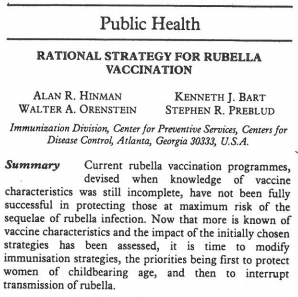 Public Health
RATIONAL STRATEGY FOR RUBELLA
VACCINATION
ALAN R. HINMAN KENNETH J. BART
WALTER A. ORENSTEIN STEPHEN R. PREBLUD
Immunization Division, Center for Preventive Services, Centers for
Disease Control, Atlanta, Georgia 30333, U.S.A.
Summary Current rubella vaccination programmes,
devised when knowledge of vaccine
characteristics was still incomplete, have not been fully
successful in protecting those at maximum risk of the
sequelae of rubella infection. Now that more is known of
vaccine characteristics and the impact of the initially chosen
strategies has been assessed, it is time to modify
immunisation strategies, the priorities being first to protect
women of childbearing age, and then to interrupt
transmission of rubella.